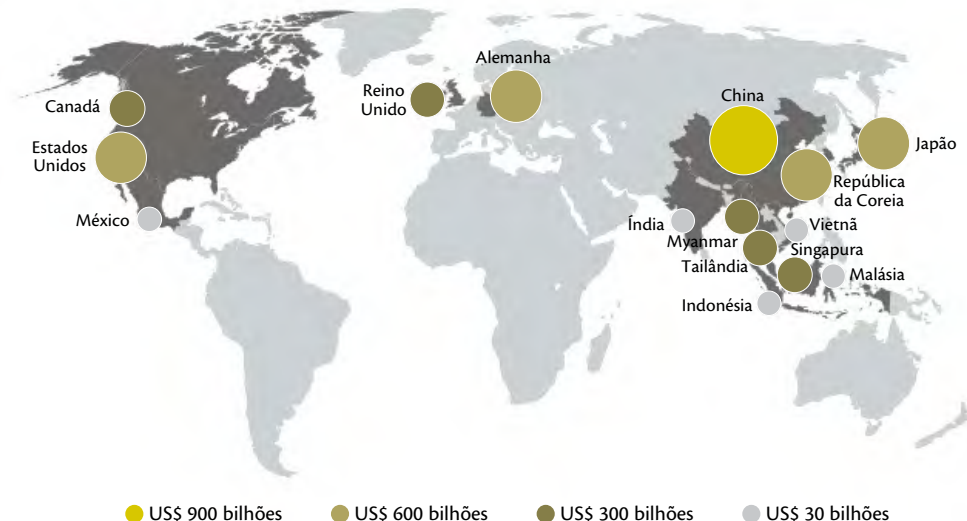 Canadá
Estados
Unidos
México
Reino
Unido
Alemanha
China
Japão
República
da Coreia
Índia
Myanmar
Tailândia
Vietnã
Singapura
Malásia
Indonésia
US$ 900 bilhões
US$ 600 bilhões
US$ 300 bilhões
US$ 30 bilhões